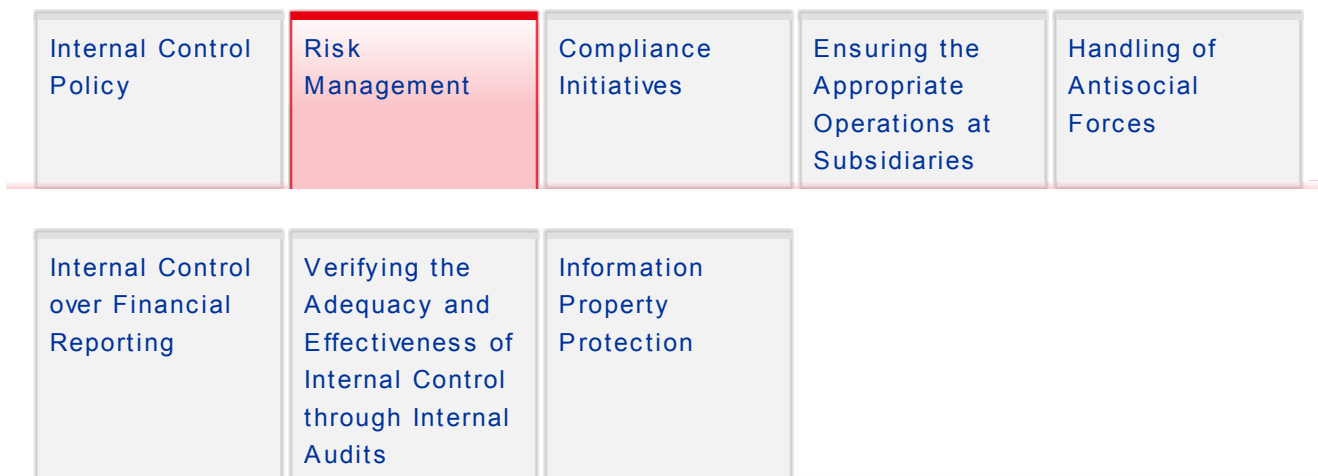 Internal Control
Policy
Risk
Management
Compliance
Initiatives
Ensuring the
Appropriate
Operations at
Subsidiaries
Handling of
Antisocial
Forces
Internal Control
over Financial
Reporting
Verifying the
Adequacy and
Effectiveness of
Internal Control
through Internal
Audits
Information
Property
Protection